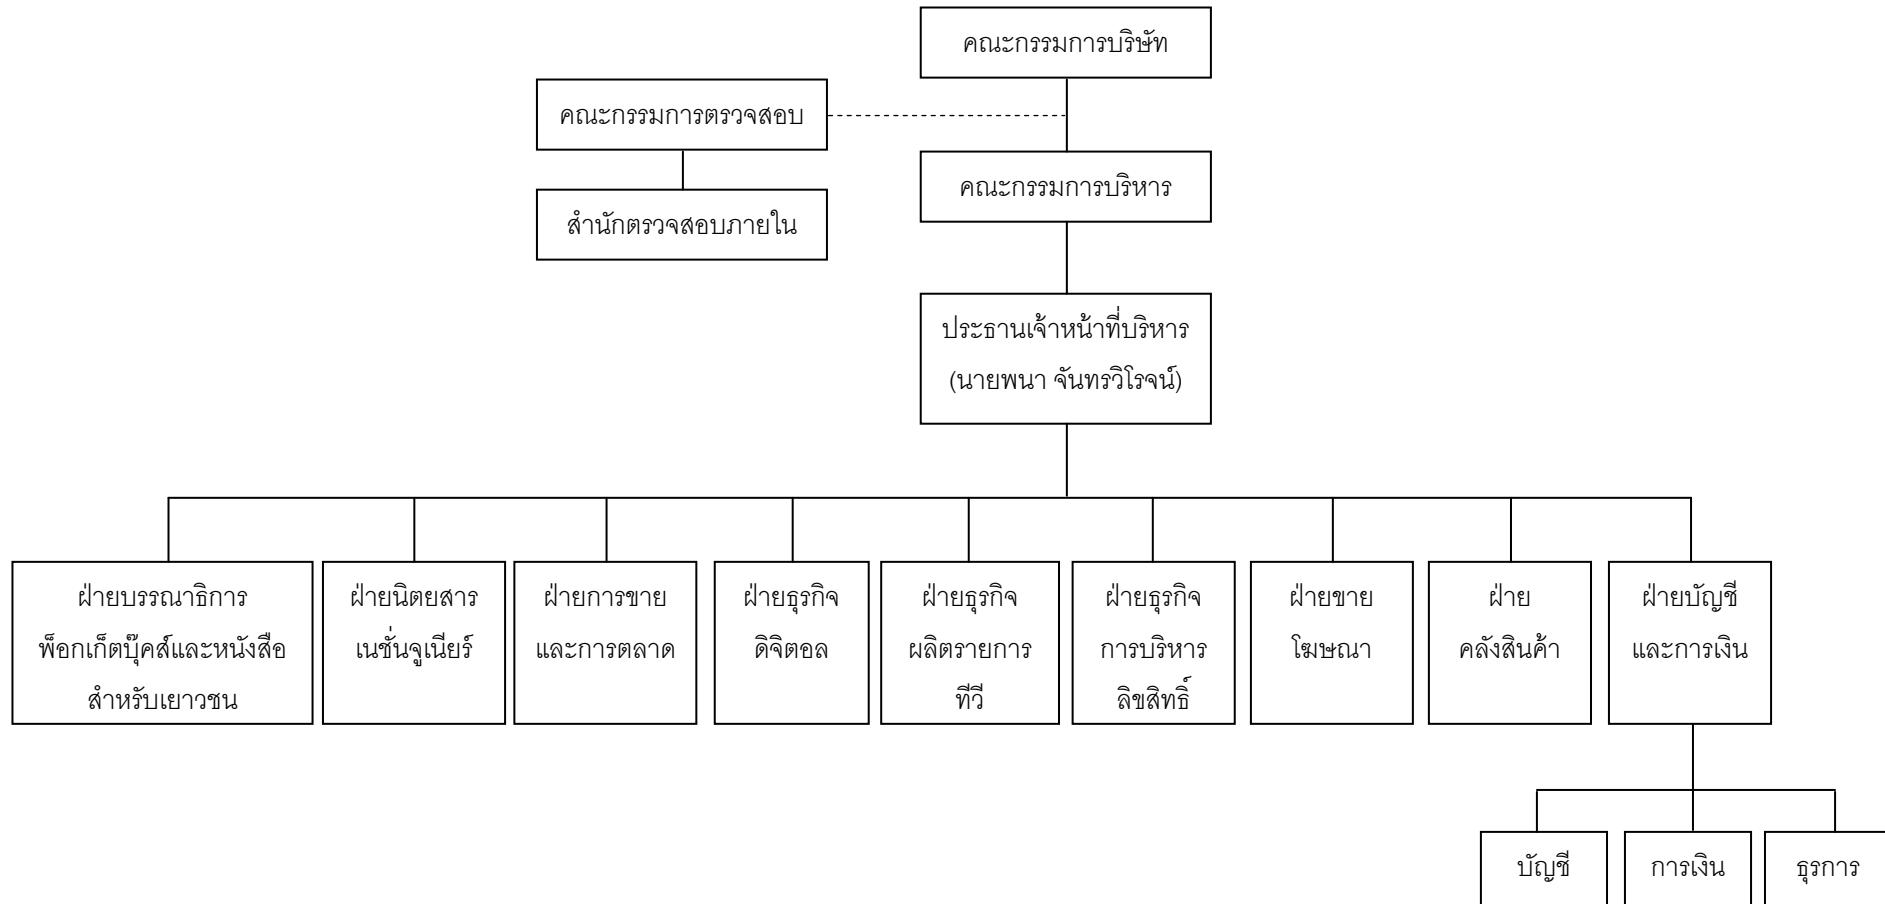 คณะกรรมการบริษัท
คณะกรรมการตรวจสอบ
คณะกรรมการบริหาร
สำนักตรวจสอบภายใน
ประธานเจ้าหน้าที่บริหาร
(นายพนา จันทรวิโรจน์)
ฝ่ายบรรณาธิการ
พ็อกเก็ตบุ๊คส์และหนังสือ
สำหรับเยาวชน
ฝ่ายนิตยสาร
เนชั่นจูเนียร์
ฝ่ายการขาย
และการตลาด
ฝ่ายธุรกิจ
ดิจิตอล
ฝ่ายธุรกิจ
ผลิตรายการ
ทีวี
ฝ่ายธุรกิจ
การบริหาร
ลิขสิทธิ์
ฝ่ายขาย
โฆษณา
ฝ่าย
คลังสินค้า
ฝ่ายบัญชี
และการเงิน
บัญชี
การเงิน
ธุรการ